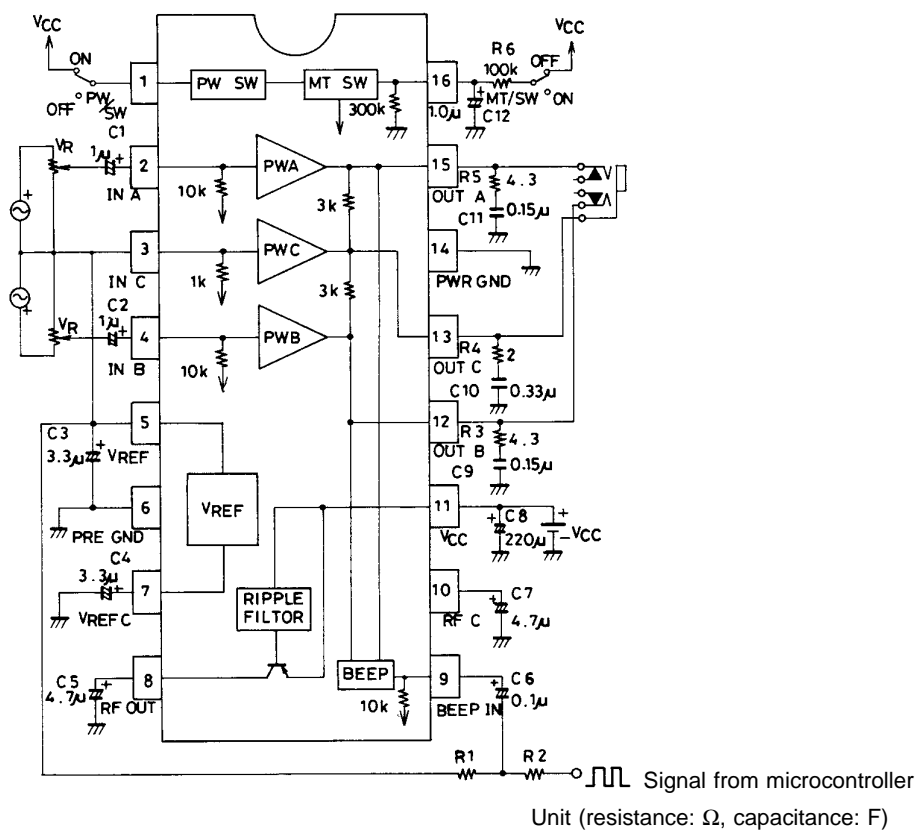 VCC
ON
OFF PW/SW
1
PW SW
MT SW
300k
16
VCC
R6
100k
OFF
MT/SW ON
1.0μ
C12
C1
1μ
VR
2
IN A
10k
PWA
3k
15
OUT A
R5
4.3
C11
0.15μ
3
IN C
1k
PWC
3k
14
PWR GND
C2
1μ
VR
4
IN B
10k
PWB
13
OUT C
R4
2
C10
0.33μ
5
VREF
C3
3.3μ
12
OUT B
R3
4.3
C9
0.15μ
VREF
6
PRE GND
11
VCC
C8
220μ
VCC
C4
3.3μ
7
VREF C
RIPPLE
FILTOR
10
RF C
C7
4.7μ
C5
4.7μ
8
RF OUT
BEEP
10k
9
BEEP IN
C6
0.1μ
R1
R2
Signal from microcontroller
Unit (resistance: Ω, capacitance: F)